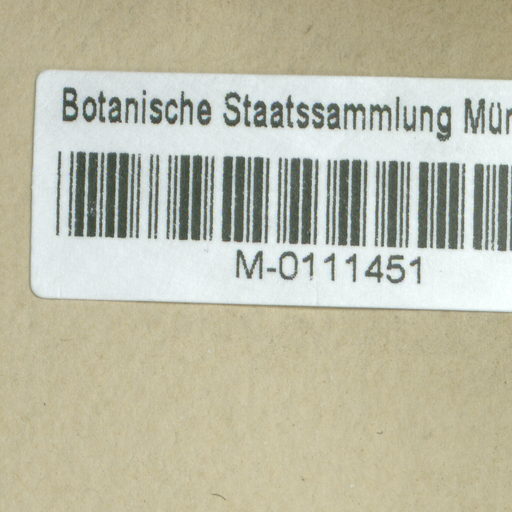 Botanische Staatssammlung Mün
M-0111451